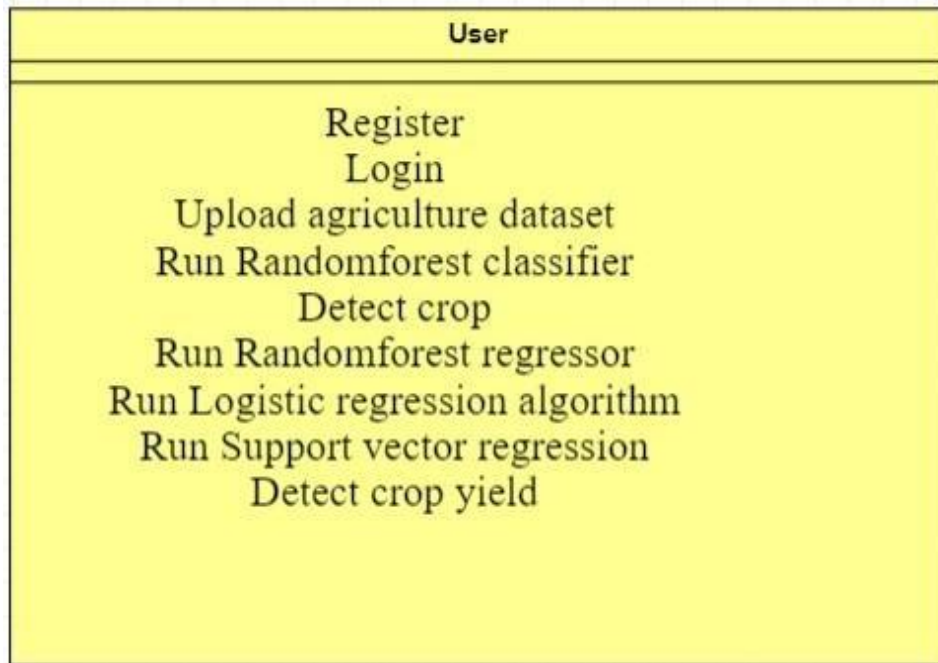 User
Register
Login
Upload agriculture dataset
Run Randomforest classifier
Detect crop
Run Randomforest regressor
Run Logistic regression algorithm
Run Support vector regression
Detect crop yield